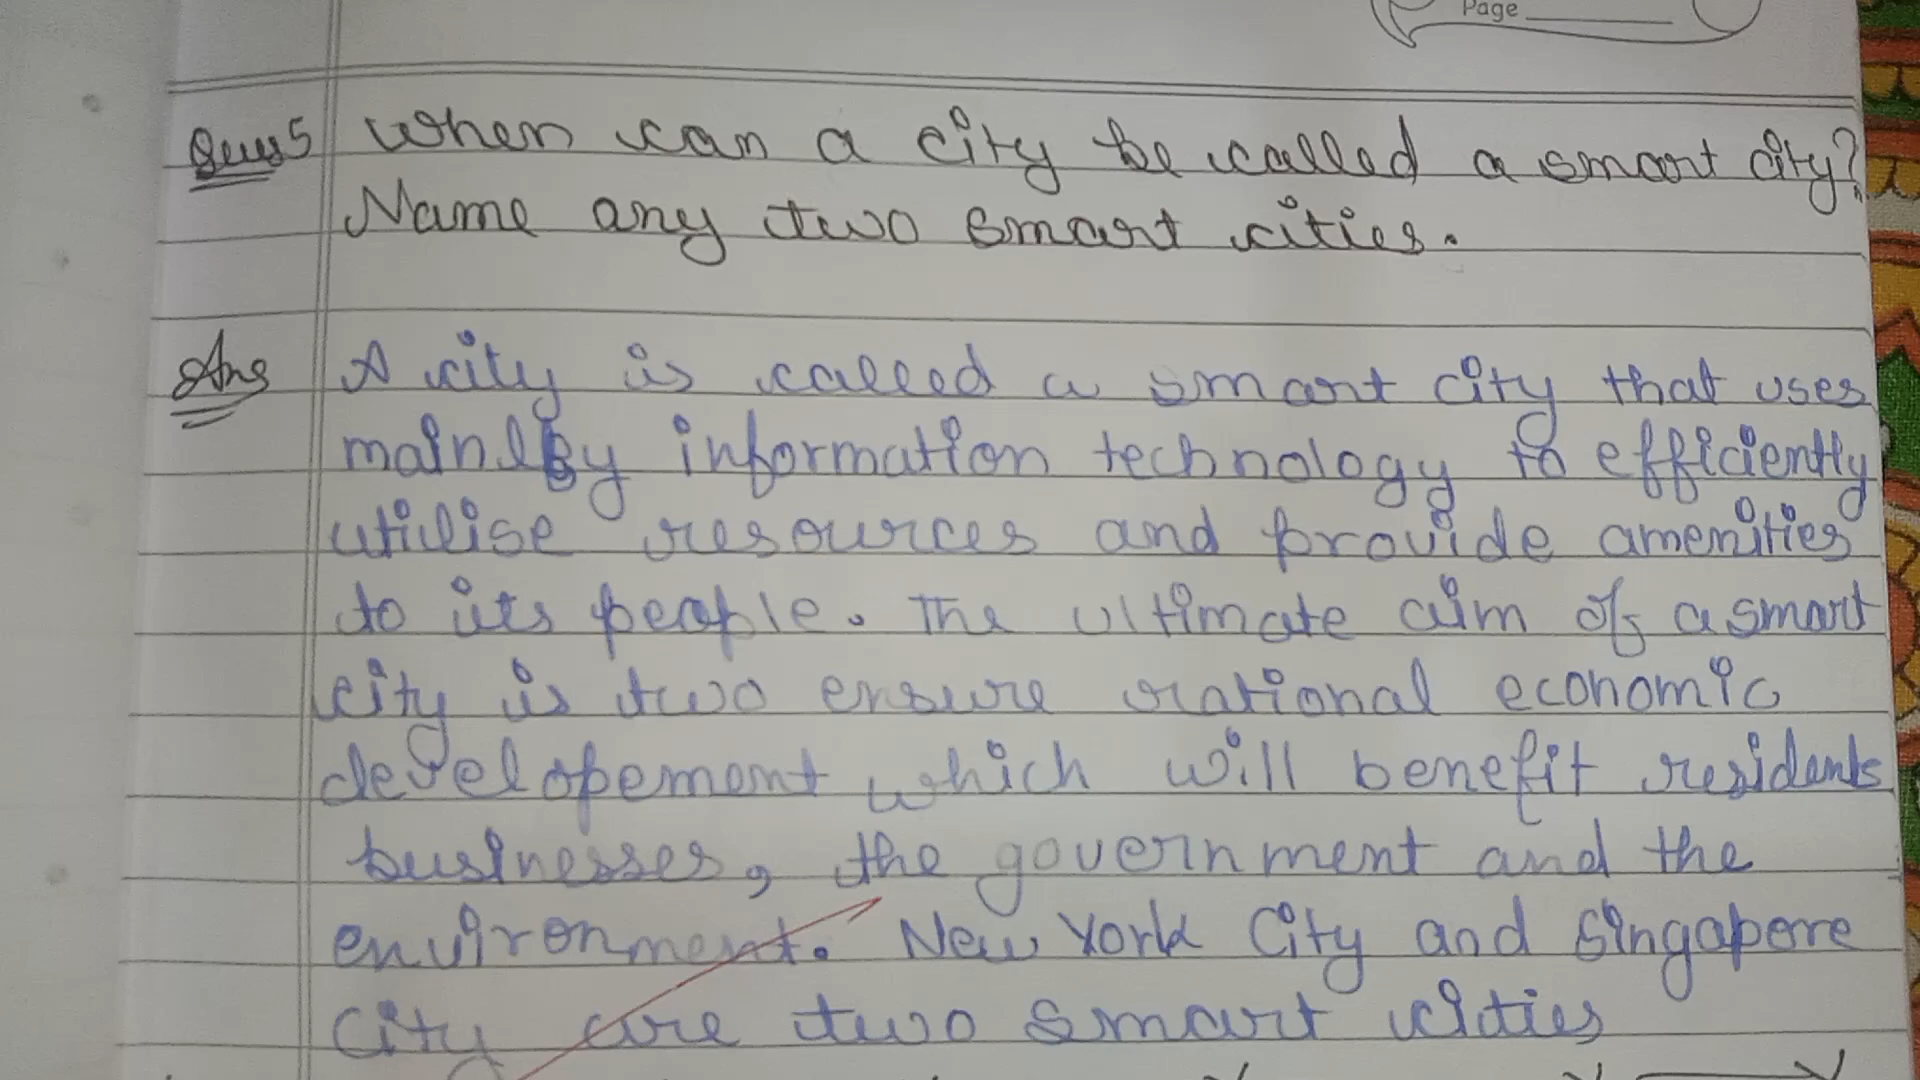 Page
Ques5 When can a city be called a smart city?
Name any two smart cities.
Ans A city is called a smart city that uses
mainly information technology to efficiently
utilise resources and provide amenities
to its people. The ultimate aim of a smart
city is two ensure rational economic
developement which will benefit residents
businesses, the government and the
environment. New York City and Singapore
City are two smart cities